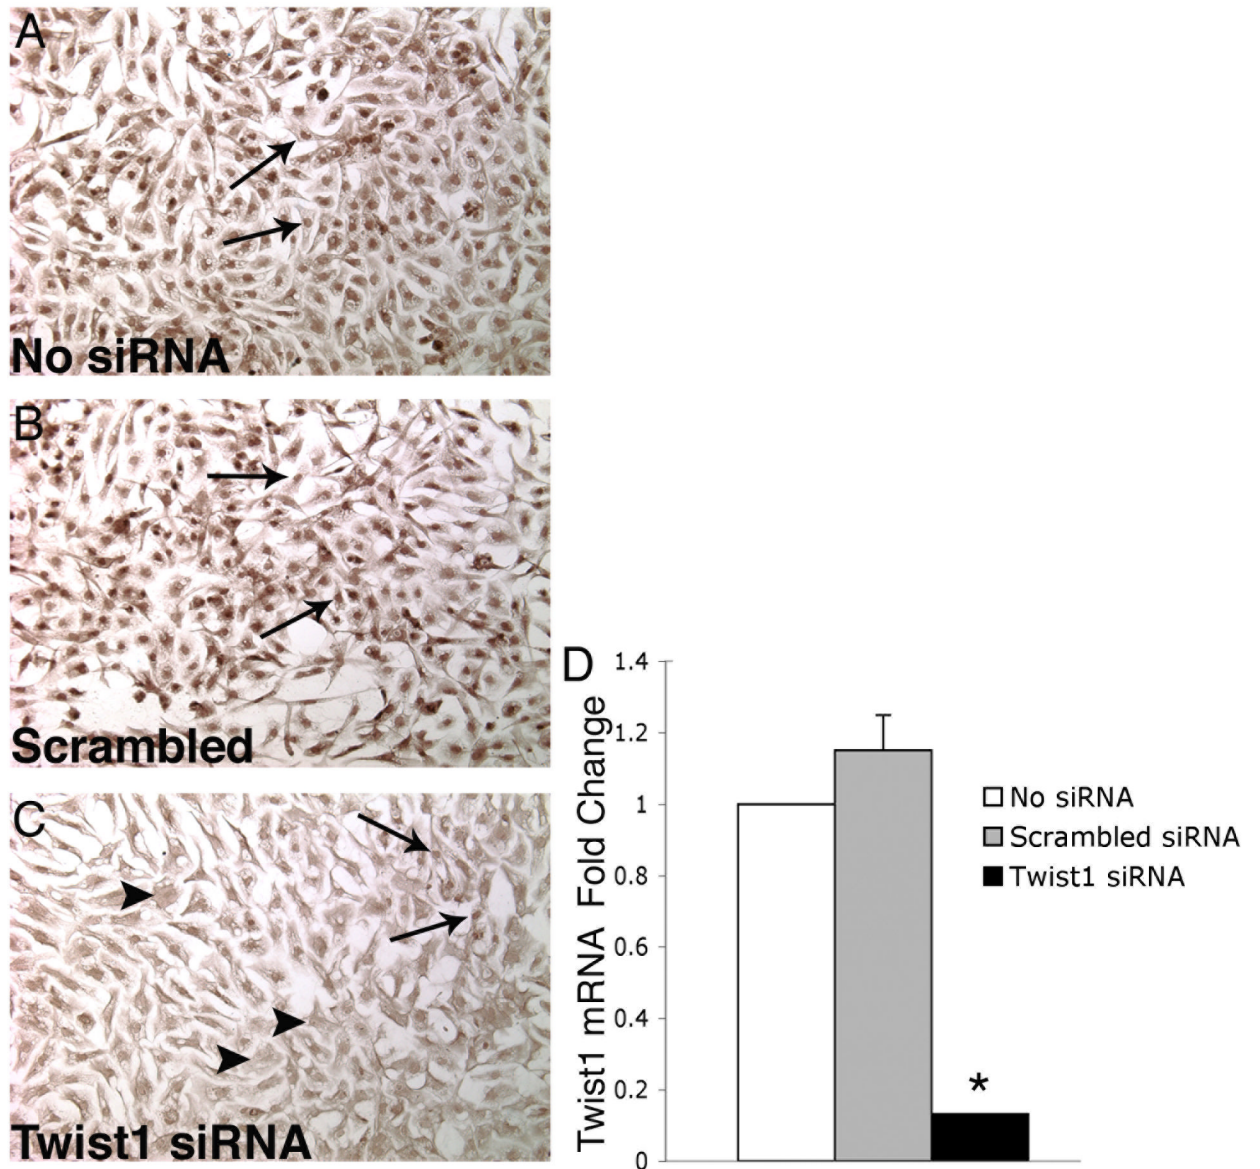 A
No siRNA
B
Scrambled
C
Twist1 siRNA
D
Twist1 mRNA Fold Change
1.4
1.2
1
0.8
0.6
0.4
0.2
0
*
No siRNA
Scrambled siRNA
Twist1 siRNA